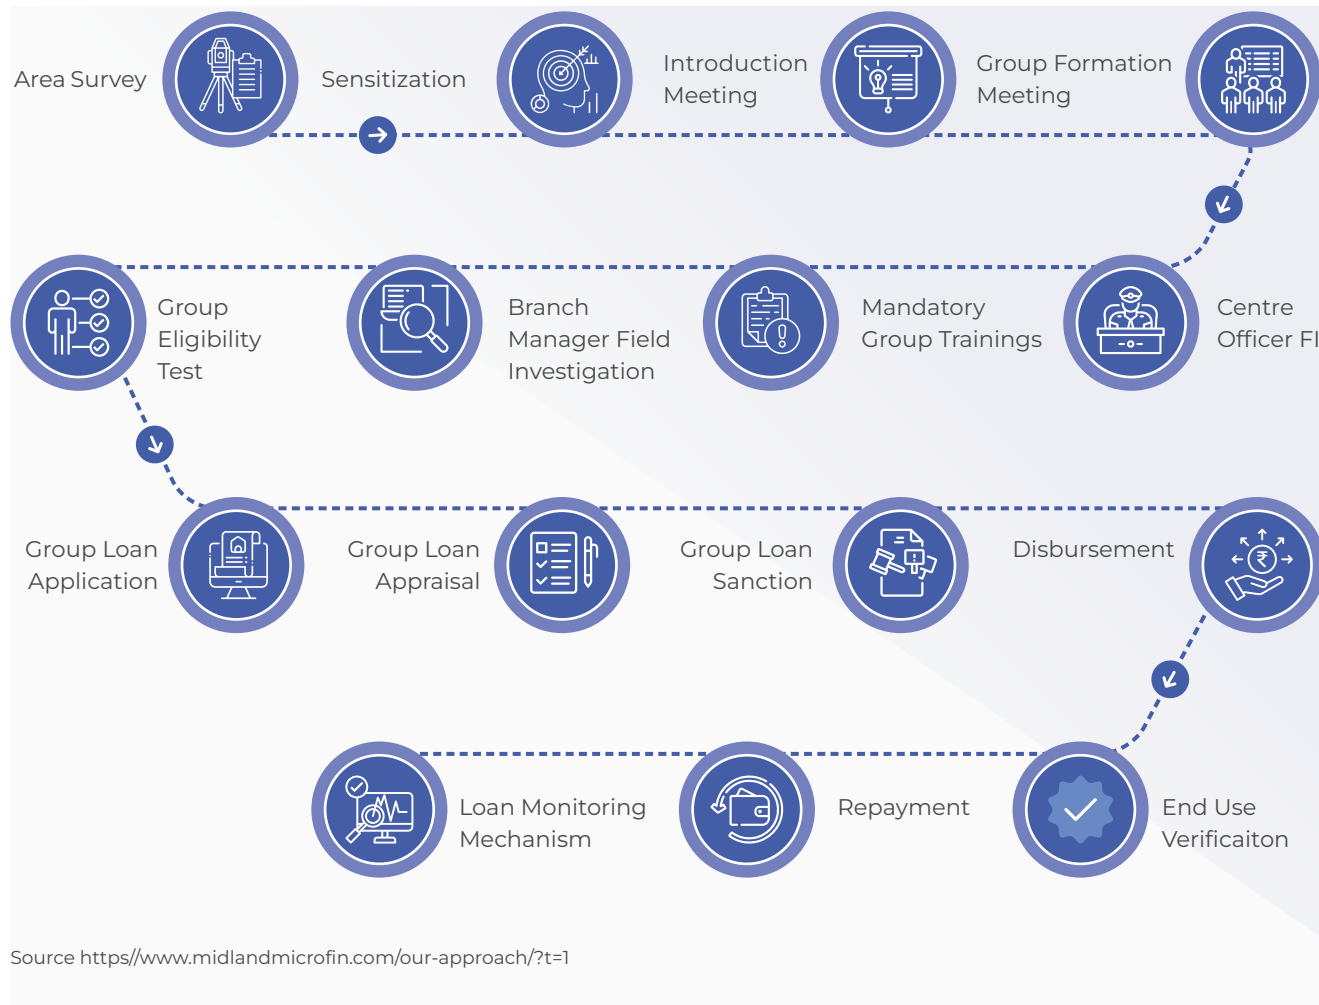 Area Survey
Sensitization
Introduction
Meeting
Group Formation
Meeting
Group
Eligibility
Test
Branch
Manager Field
Investigation
Mandatory
Group Trainings
Centre
Officer FI
Group Loan
Application
Group Loan
Appraisal
Group Loan
Sanction
Disbursement
₹
Loan Monitoring
Mechanism
Repayment
End Use
Verificaiton
Source https//www.midlandmicrofin.com/our-approach/?t=1